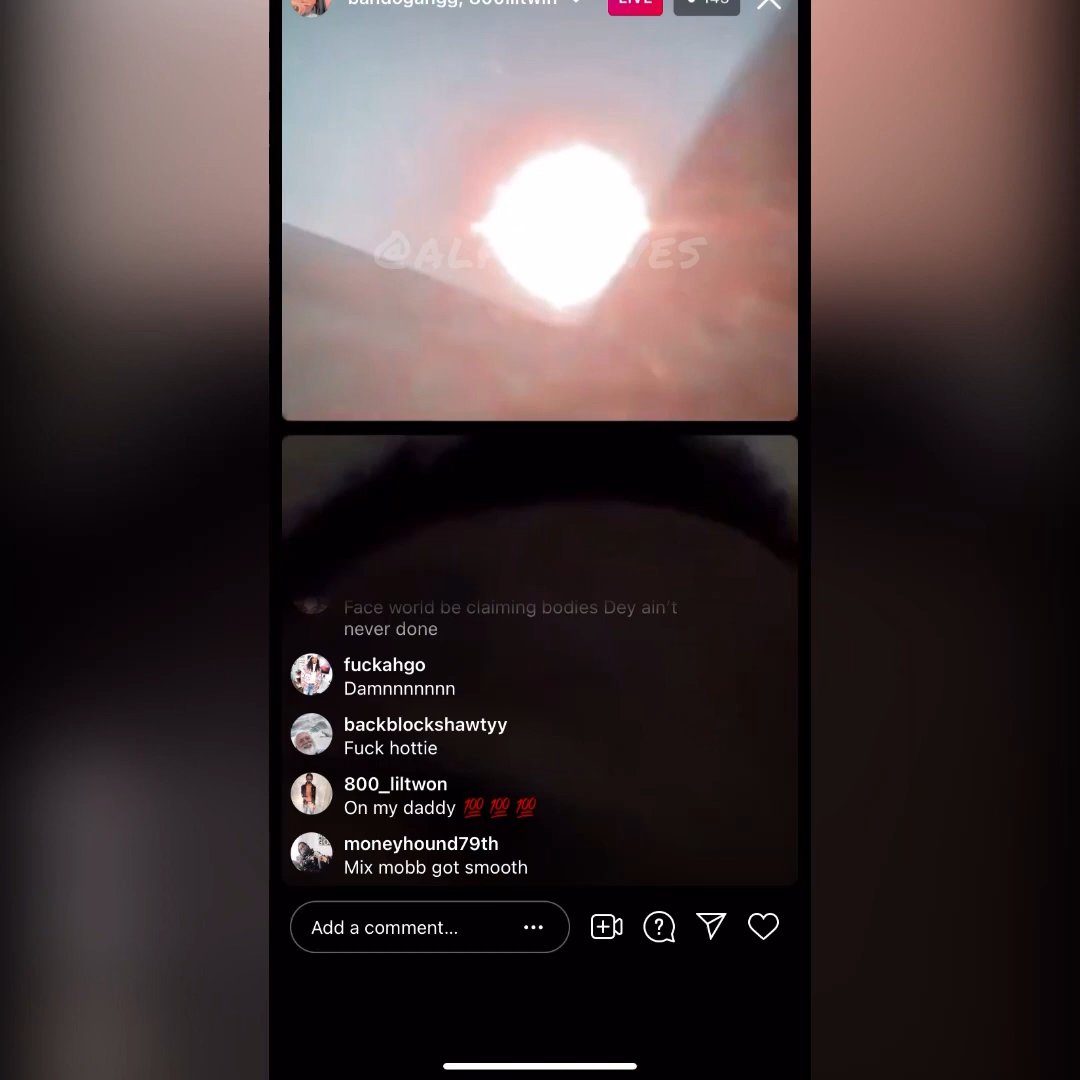 LIVE
Face world be claiming bodies Dey ain't
never done
fuckahgo
Damnnnnnnn
backblockshawtyy
Fuck hottie
800_liltwon
On my daddy 💯 💯 💯
moneyhound79th
Mix mobb got smooth
Add a comment...